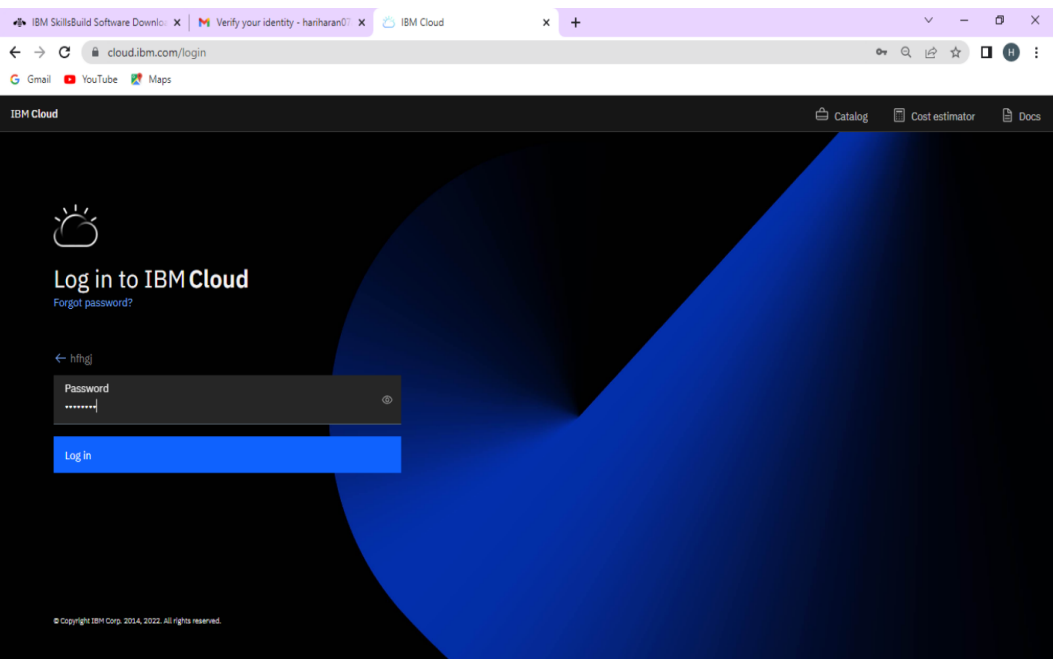 IBM SkillsBuild Software Downlo
Verify your identity - hariharan07
IBM Cloud
cloud.ibm.com/login
H
Gmail
YouTube
Maps
IBM Cloud
Catalog
Cost estimator
Docs
Log in to IBM Cloud
Forgot password?
← hfhgj
Password
••••••••
Log in
© Copyright IBM Corp. 2014, 2022. All rights reserved.